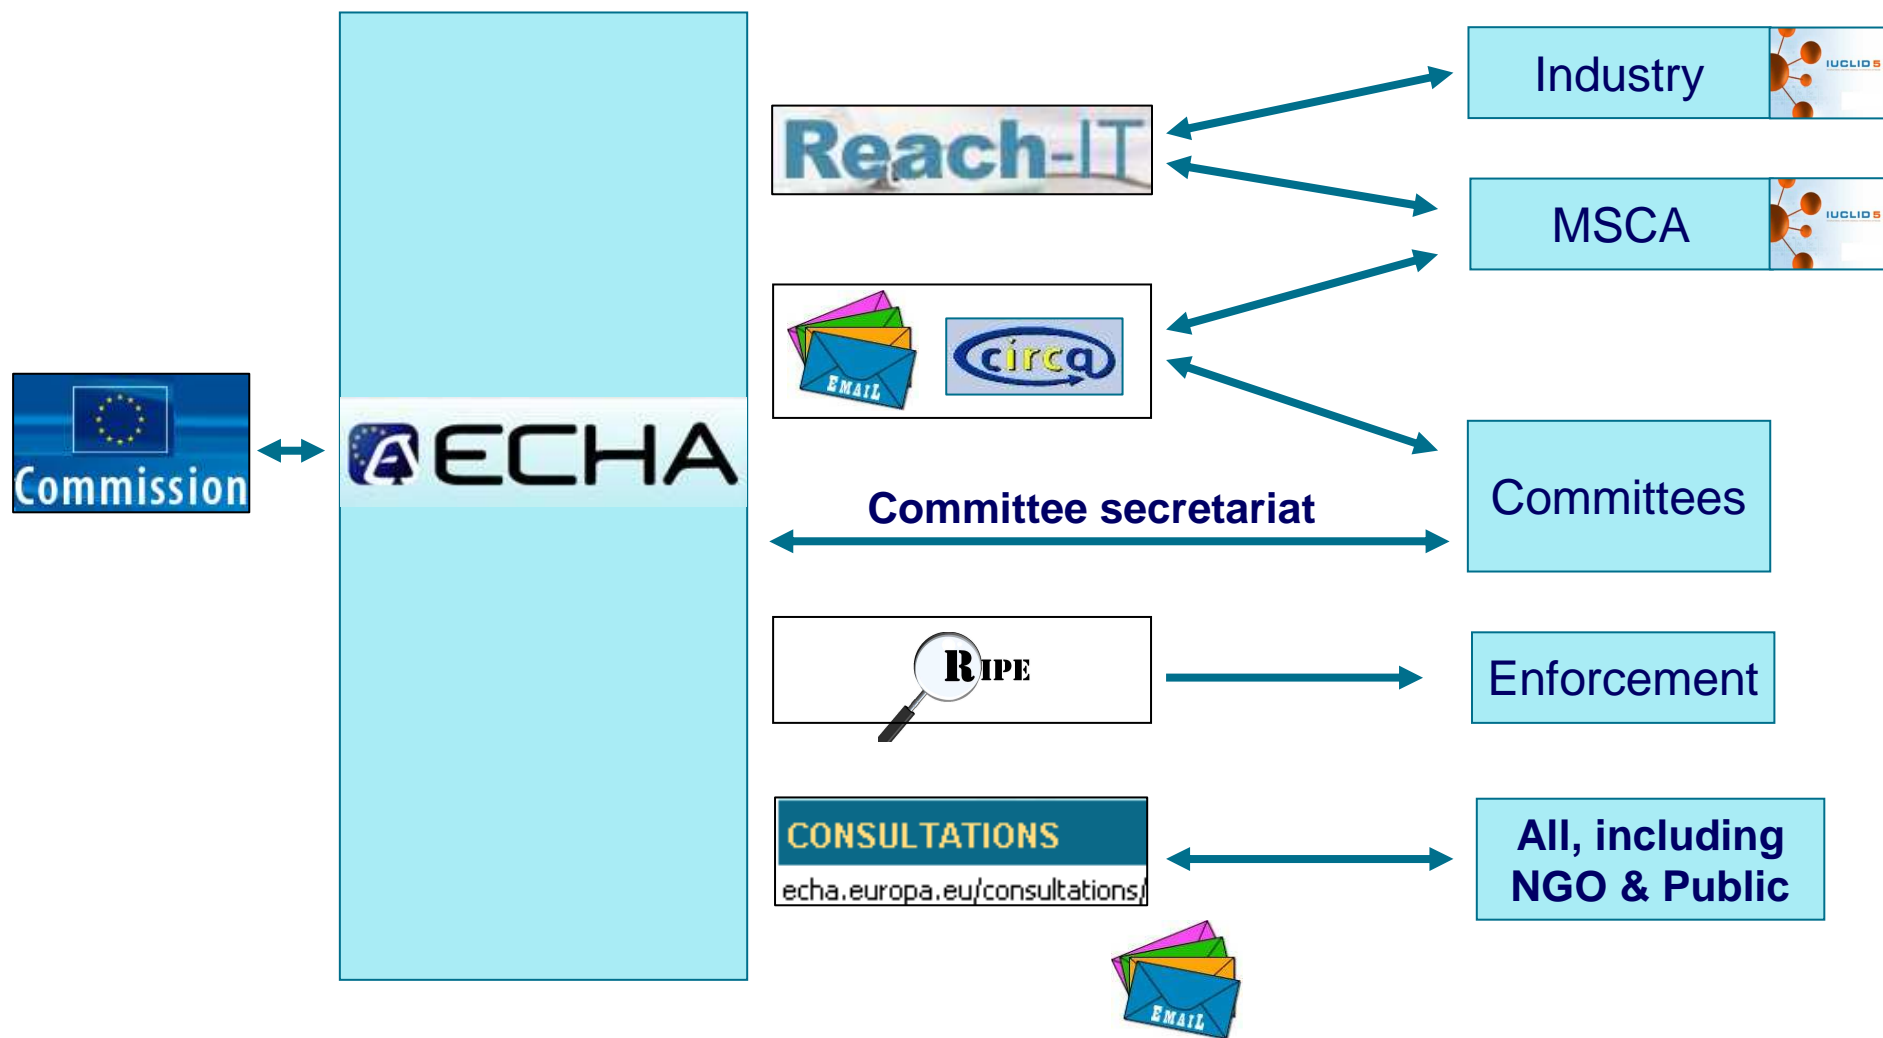 Commission
ECHA
Reach-IT
EMAIL
circa
Committee secretariat
RIPE
CONSULTATIONS
echa.europa.eu/consultations/
EMAIL
Industry
IUCLID 5
MSCA
IUCLID 5
Committees
Enforcement
All, including
NGO & Public